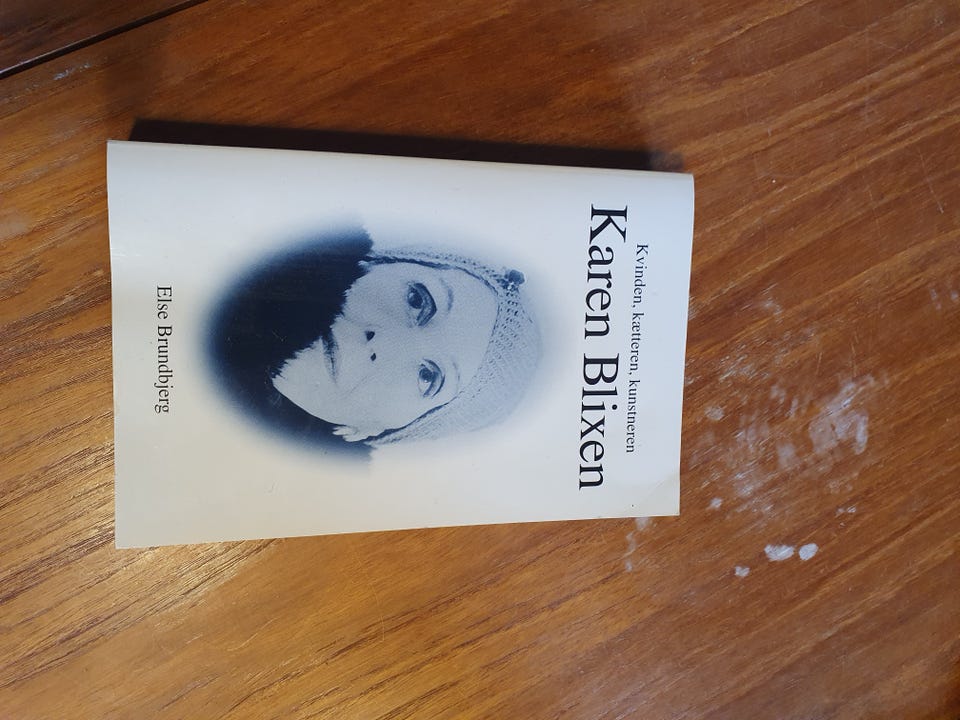 Kvinden, kætteren, kunstneren
Karen Blixen
Else Brundbjerg